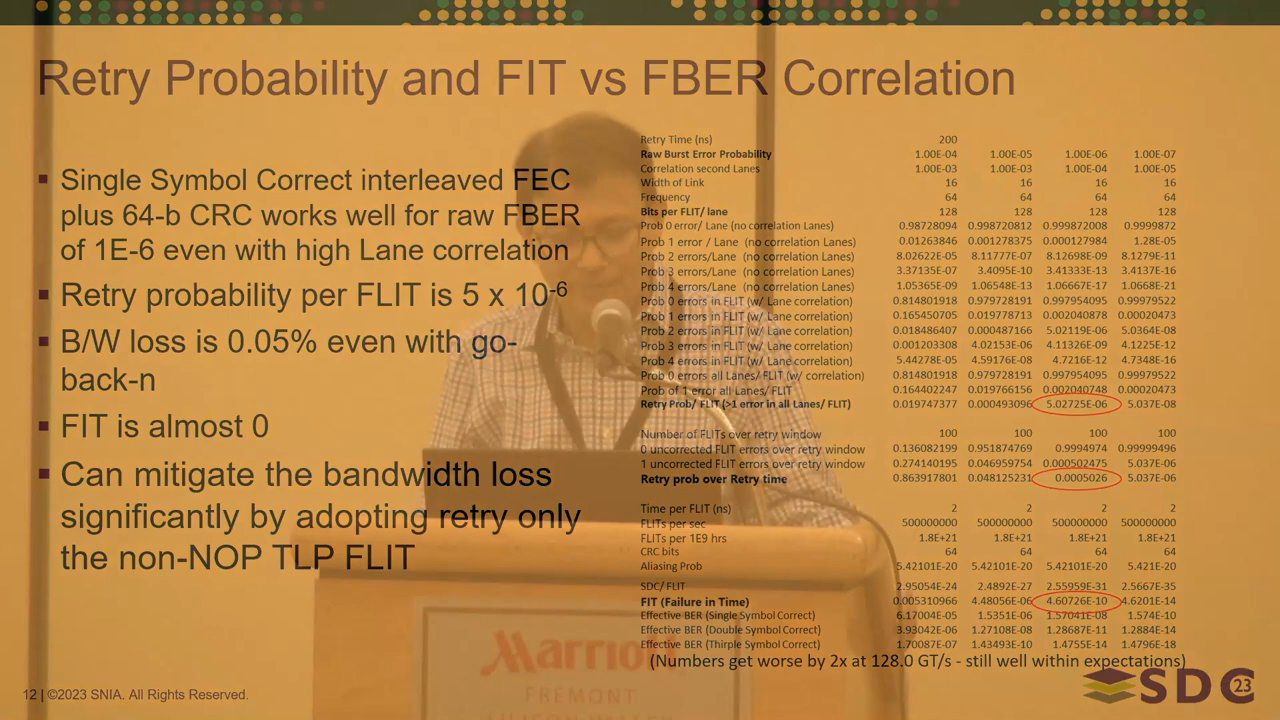 Retry Probability and FIT vs FBER Correlation
▪ Single Symbol Correct interleaved FEC
plus 64-b CRC works well for raw FBER
of 1E-6 even with high Lane correlation
▪ Retry probability per FLIT is 5 x 10-6
▪ B/W loss is 0.05% even with go-
back-n
▪ FIT is almost 0
▪ Can mitigate the bandwidth loss
significantly by adopting retry only
the non-NOP TLP FLIT
Retry Time (ns) 200
Raw Burst Error Probability 1.00E-04 1.00E-05 1.00E-06 1.00E-07
Correlation second Lanes 1.00E-03 1.00E-03 1.00E-04 1.00E-05
Width of Link 16 16 16 16
Frequency 64 64 64 64
Bits per FLIT/ lane 128 128 128 128
Prob 0 error/ Lane (no correlation Lanes) 0.98728094 0.998720812 0.999872008 0.9999872
Prob 1 error / Lane (no correlation Lanes) 0.01263846 0.001278375 0.000127984 1.28E-05
Prob 2 errors/Lane (no correlation Lanes) 8.02622E-05 8.11777E-07 8.12698E-09 8.1279E-11
Prob 3 errors/Lane (no correlation Lanes) 3.37135E-07 3.4095E-10 3.41333E-13 3.4137E-16
Prob 4 errors/Lane (no correlation Lanes) 1.05365E-09 1.06548E-13 1.06667E-17 1.0668E-21
Prob 0 errors in FLIT (w/ Lane correlation) 0.814801918 0.979728191 0.997954095 0.99979522
Prob 1 errors in FLIT (w/ Lane correlation) 0.165450705 0.019778713 0.002040878 0.00020473
Prob 2 errors in FLIT (w/ Lane correlation) 0.018486407 0.000487166 5.02119E-06 5.0364E-08
Prob 3 errors in FLIT (w/ Lane correlation) 0.001203308 4.02153E-06 4.11326E-09 4.1225E-12
Prob 4 errors in FLIT (w/ Lane correlation) 5.44278E-05 4.59176E-08 4.7216E-12 4.7348E-16
Prob 0 errors all Lanes/ FLIT (w/ correlation) 0.814801918 0.979728191 0.997954095 0.99979522
Prob of 1 error all Lanes/ FLIT 0.164402247 0.019766156 0.002040748 0.00020473
Retry Prob/ FLIT (>1 error in all Lanes/ FLIT) 0.019747377 0.000493096 5.02725E-06 5.037E-08
Number of FLITs over retry window 100 100 100 100
0 uncorrected FLIT errors over retry window 0.136082199 0.951874769 0.9994974 0.99999496
1 uncorrected FLIT errors over retry window 0.274140195 0.046959754 0.000502475 5.037E-06
Retry prob over Retry time 0.863917801 0.048125231 0.0005026 5.037E-06
Time per FLIT (ns) 2 2 2 2
FLITs per sec 500000000 500000000 500000000 500000000
FLITs per 1E9 hrs 1.8E+21 1.8E+21 1.8E+21 1.8E+21
CRC bits 64 64 64 64
Aliasing Prob 5.42101E-20 5.42101E-20 5.42101E-20 5.421E-20
SDC/ FLIT 2.95054E-24 2.4892E-27 2.55959E-31 2.5667E-35
FIT (Failure in Time) 0.005310966 4.48056E-06 4.60726E-10 4.6201E-14
Effective BER (Single Symbol Correct) 6.17004E-05 1.5351E-06 1.57041E-08 1.574E-10
Effective BER (Double Symbol Correct) 3.93042E-06 1.27108E-08 1.28687E-11 1.2884E-14
Effective BER (Thirple Symbol Correct) 1.70087E-07 1.43493E-10 1.4755E-14 1.4796E-18
(Numbers get worse by 2x at 128.0 GT/s - still well within expectations)
Marriott
FREMONT
SILICON VALLEY
12 | ©2023 SNIA. All Rights Reserved.
SDC 23